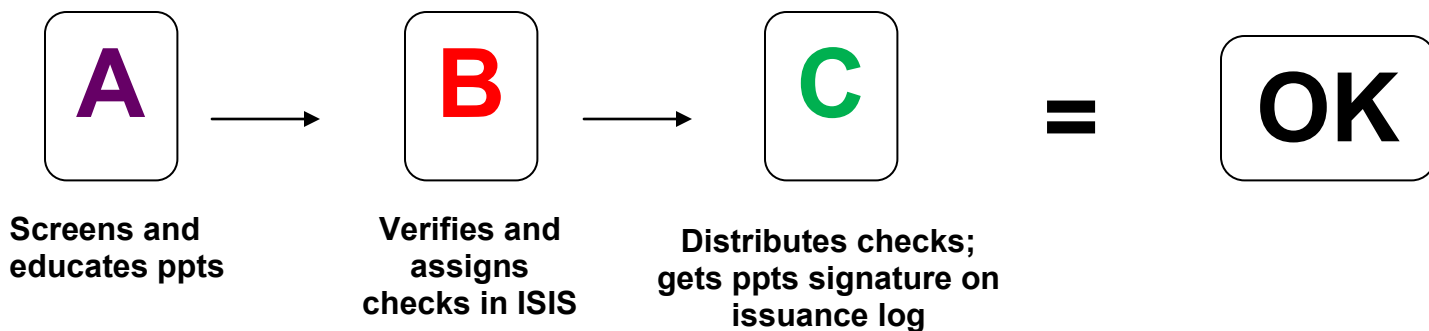 A
B
C
=
OK
Screens and
educates ppts
Verifies and
assigns
checks in ISIS
Distributes checks;
gets ppts signature on
issuance log